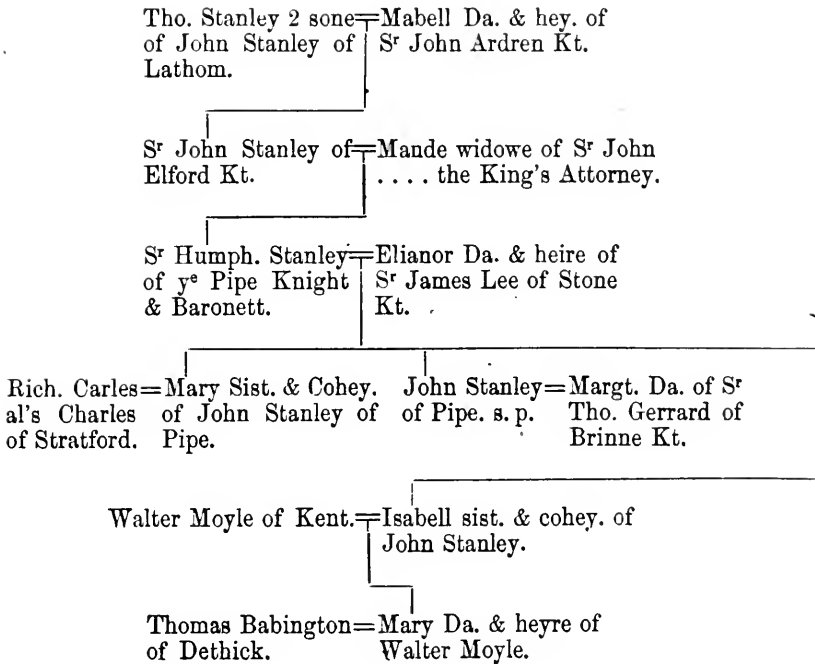 Tho. Stanley 2 sone=Mabell Da. & hey. of
of John Stanley of Sr John Ardren Kt.
Lathom.
Sr John Stanley of=Mande widowe of Sr John
Elford Kt. .... the King's Attorney.
Sr Humph. Stanley=Elianor Da. & heire of
of ye Pipe Knight Sr James Lee of Stone
& Baronett. Kt.
Rich. Carles=Mary Sist. & Cohey. John Stanley=Margt. Da. of Sr
al's Charles of John Stanley of of Pipe. s. p. Tho. Gerrard of
of Stratford. Pipe. Brinne Kt.
Walter Moyle of Kent.=Isabell sist. & cohey. of
John Stanley.
Thomas Babington=Mary Da. & heyre of
of Dethick. Walter Moyle.